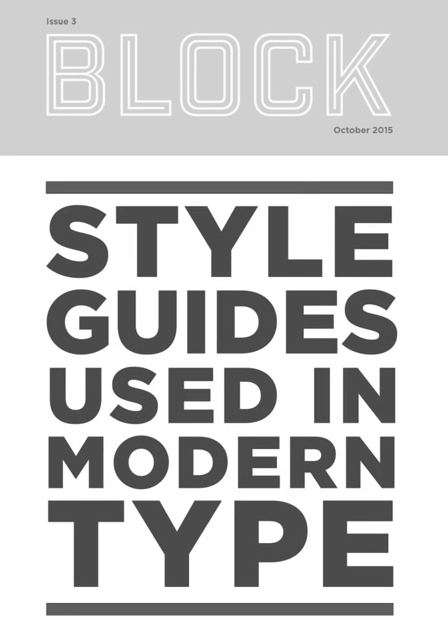 Issue 3
BLOCK
October 2015
STYLE
GUIDES
USED IN
MODERN
TYPE